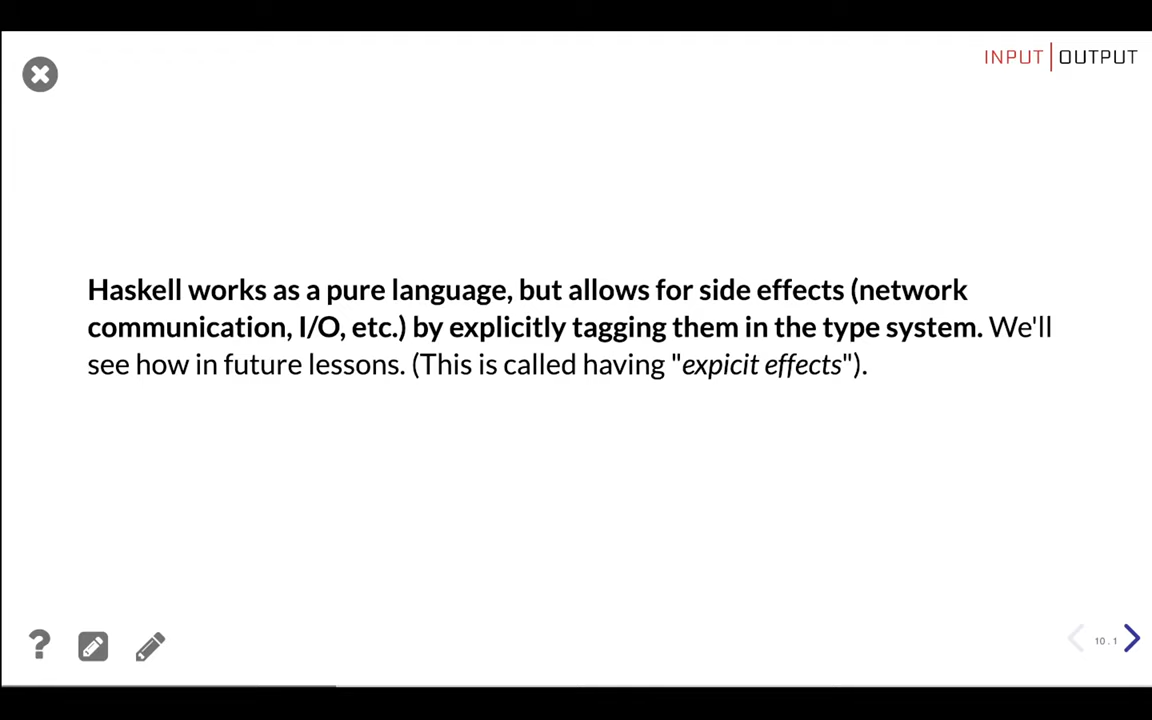 INPUT|OUTPUT
Haskell works as a pure language, but allows for side effects (network
communication, I/O, etc.) by explicitly tagging them in the type system. We'll
see how in future lessons. (This is called having "expicit effects").
?
10.1